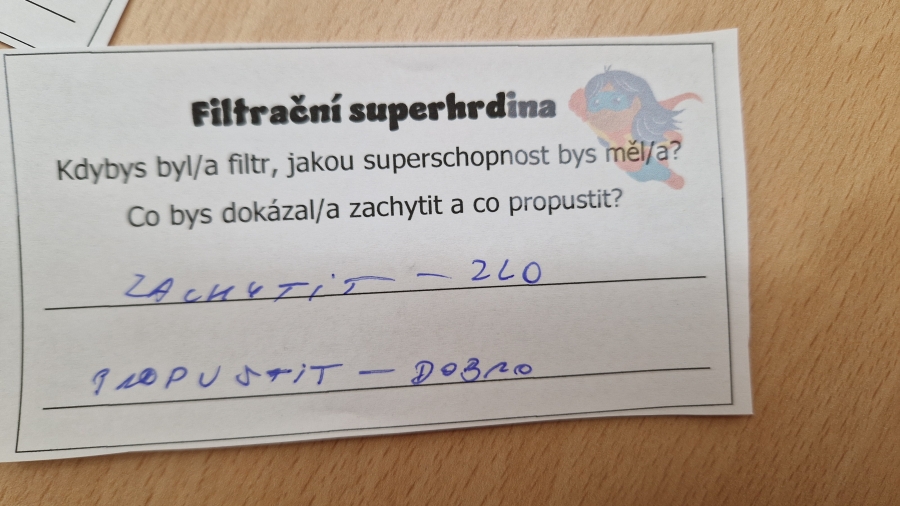 Filtrační superhrdina
Kdybys byl/a filtr, jakou superschopnost bys měl/a?
Co bys dokázal/a zachytit a co propustit?
ZACHYTIT — ZLO
PROPUSTIT — DOBRO